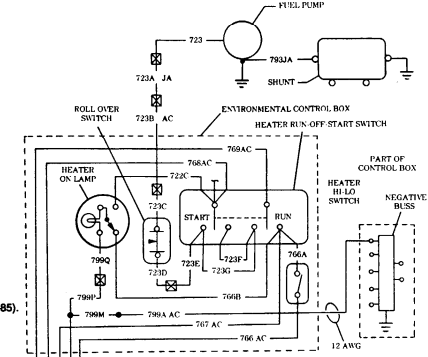 FUEL PUMP
723
793JA
723A JA
SHUNT
ROLL OVER
SWITCH
723B AC
ENVIRONMENTAL CONTROL BOX
HEATER RUN-OFF-START SWITCH
769AC
768AC
722C
HEATER
ON LAMP
PART OF
CONTROL BOX
HEATER
HI-LO
SWITCH
NEGATIVE
BUSS
723C
START
RUN
723F
723E
723G
766A
799Q
723D
799P
766B
85).
799M
799A AC
767 AC
766 AC
12 AWG